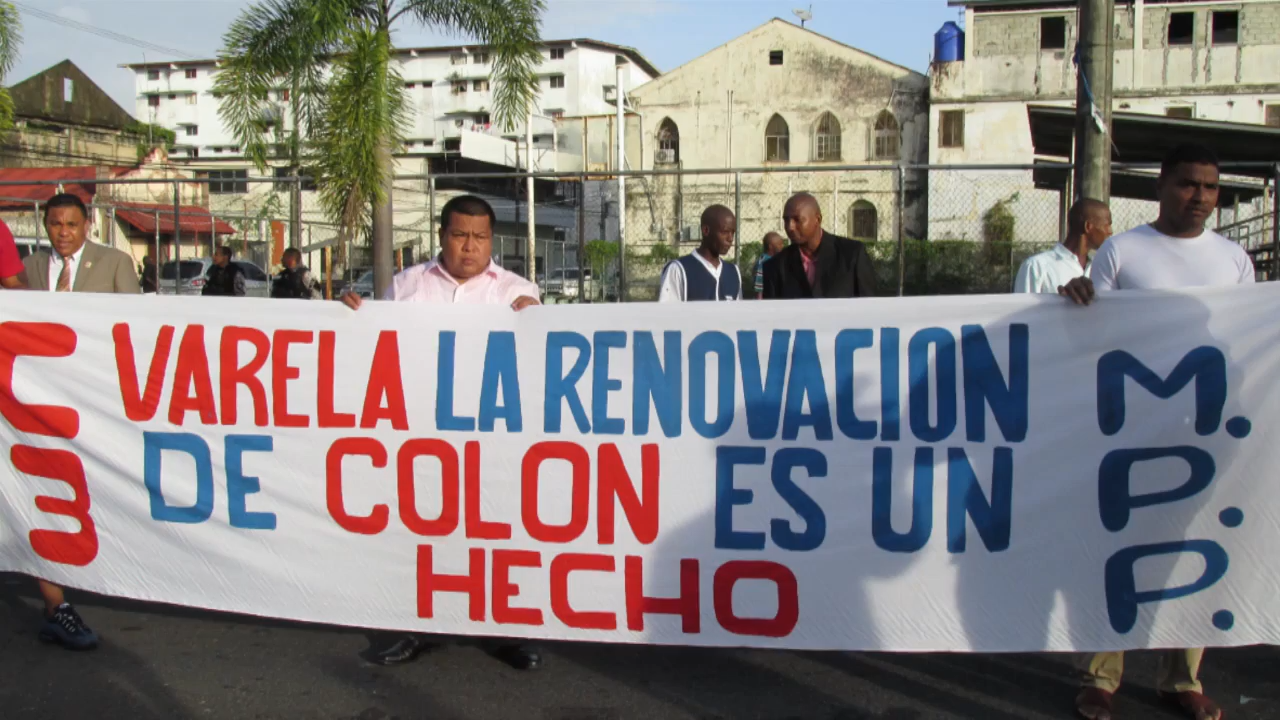 C
3
VARELA LA RENOVACION
DE COLON ES UN
HECHO
M.
P.
P.